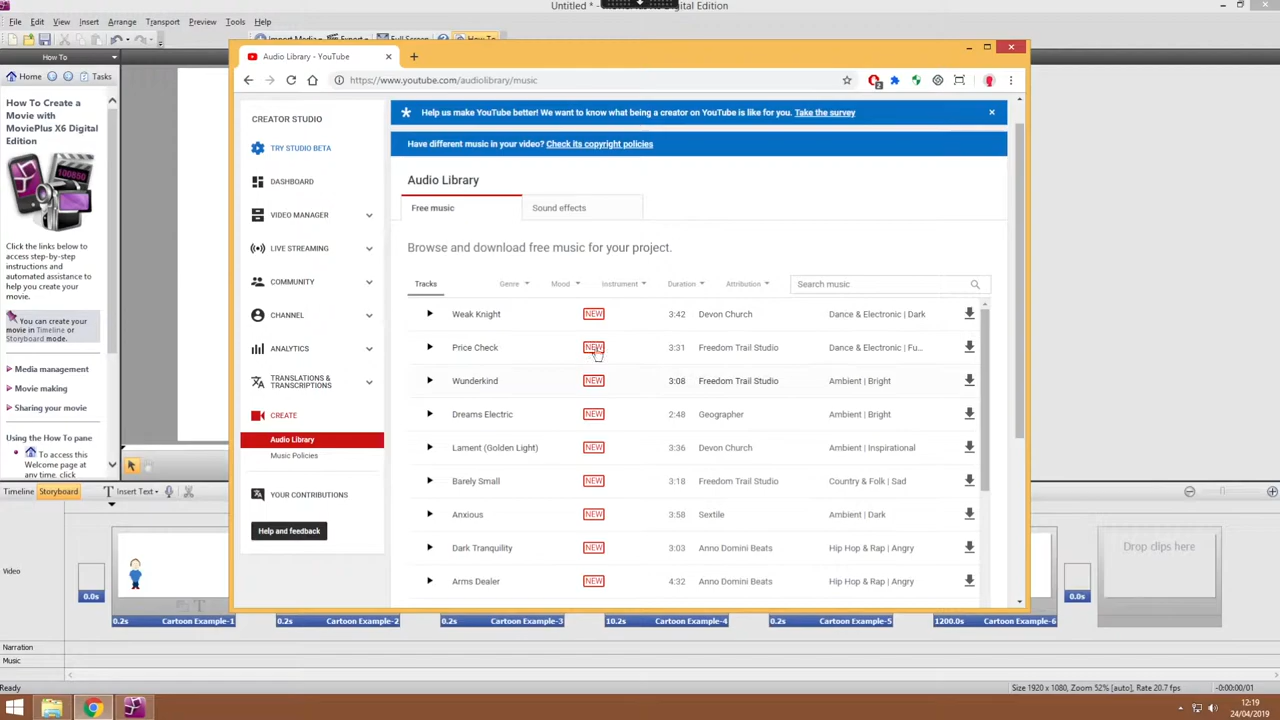 Digital Edition
Untitled *
File Edit View Insert Arrange Transport Preview Tools Help
Import Media Export Full Screen How To
How To
Home Tasks
How To Create a
Movie with
MoviePlus X6 Digital
Edition
Click the links below to
access step-by-step
instructions and
automated assistance to
help you create your
movie.
You can create your
movie in Timeline or
Storyboard mode.
Media management
Movie making
Sharing your movie
Using the How To pane
To access this
Welcome page at
any time, click
Audio Library - YouTube
https://www.youtube.com/audiolibrary/music
2
CREATOR STUDIO
TRY STUDIO BETA
DASHBOARD
VIDEO MANAGER
LIVE STREAMING
COMMUNITY
CHANNEL
ANALYTICS
TRANSLATIONS &
TRANSCRIPTIONS
CREATE
Audio Library
Music Policies
YOUR CONTRIBUTIONS
Help and feedback
Help us make YouTube better! We want to know what being a creator on YouTube is like for you. Take the survey
Have different music in your video? Check its copyright policies
Audio Library
Free music Sound effects
Browse and download free music for your project.
Tracks Genre Mood Instrument Duration Attribution Search music
Weak Knight NEW 3:42 Devon Church Dance & Electronic | Dark
Price Check NEW 3:31 Freedom Trail Studio Dance & Electronic | Fu...
Wunderkind NEW 3:08 Freedom Trail Studio Ambient | Bright
Dreams Electric NEW 2:48 Geographer Ambient | Bright
Lament (Golden Light) NEW 3:36 Devon Church Ambient | Inspirational
Barely Small NEW 3:18 Freedom Trail Studio Country & Folk | Sad
Anxious NEW 3:58 Sextile Ambient | Dark
Dark Tranquility NEW 3:03 Anno Domini Beats Hip Hop & Rap | Angry
Arms Dealer NEW 4:32 Anno Domini Beats Hip Hop & Rap | Angry
Timeline Storyboard Insert Text
Video
Drop clips here
0.0s 0.0s
0.2s Cartoon Example-1 0.2s Cartoon Example-2 0.2s Cartoon Example-3 10.2s Cartoon Example-4 0.2s Cartoon Example-5 1200.0s Cartoon Example-6
Narration
Music
Ready
Size 1920 x 1080, Zoom 52% [auto], Rate 20.7 fps -0:00:00/01
12:19
24/04/2019